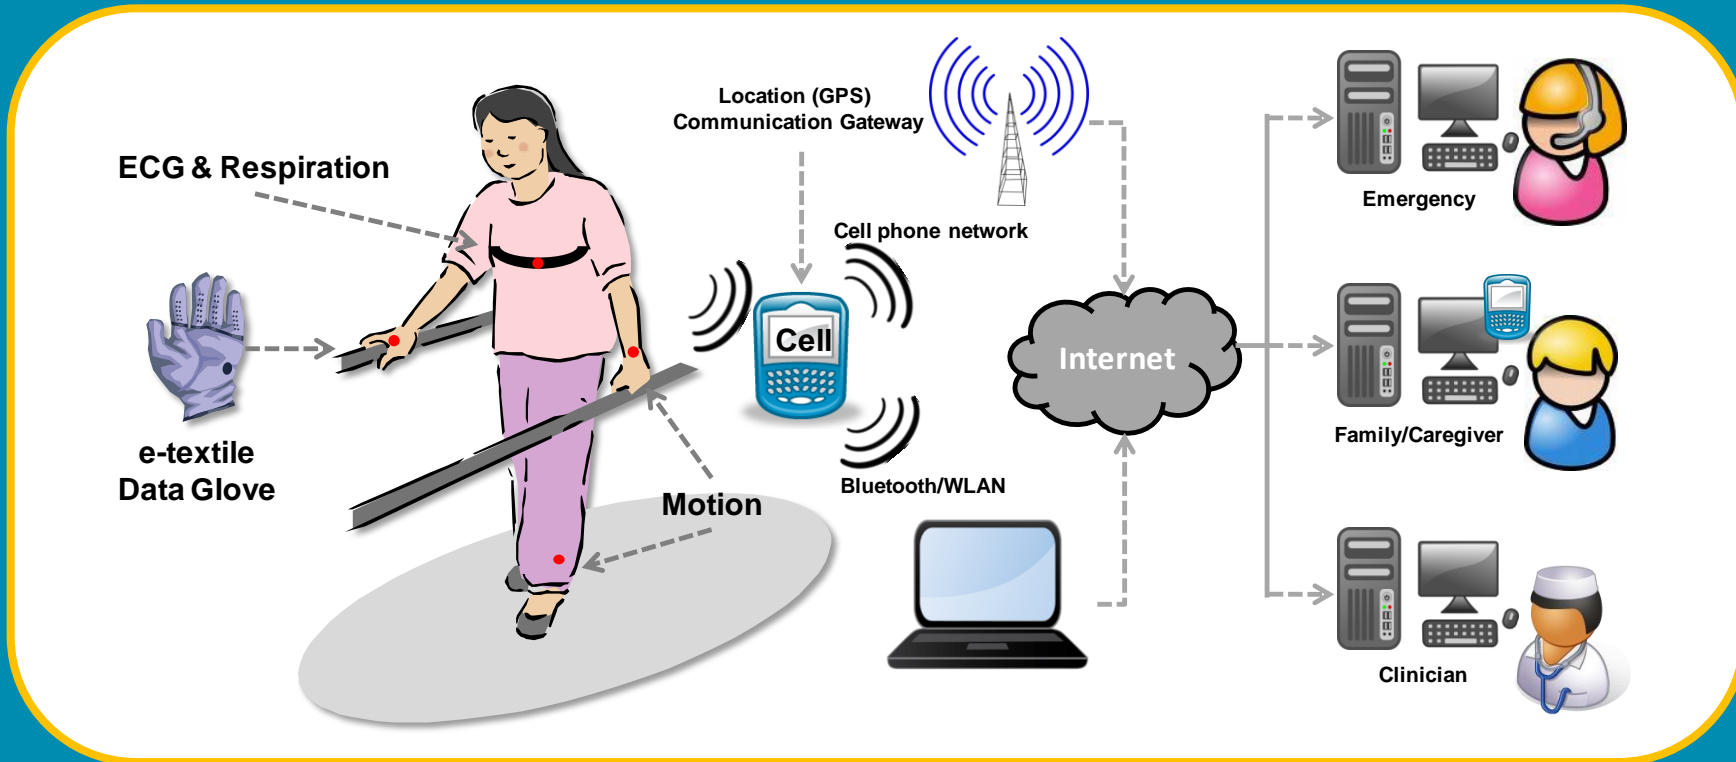 Location (GPS)
Communication Gateway
ECG & Respiration
Cell phone network
Cell
e-textile
Data Glove
Motion
Bluetooth/WLAN
Internet
Emergency
Family/Caregiver
Clinician